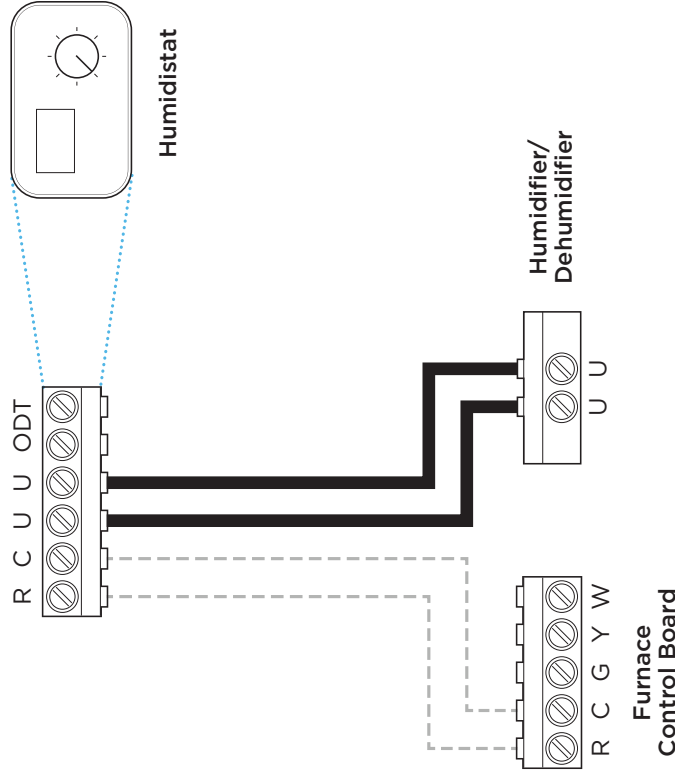 Humidistat
R C U U ODT
Humidifier/
Dehumidifier
U U
R C G Y W
Furnace
Control Board